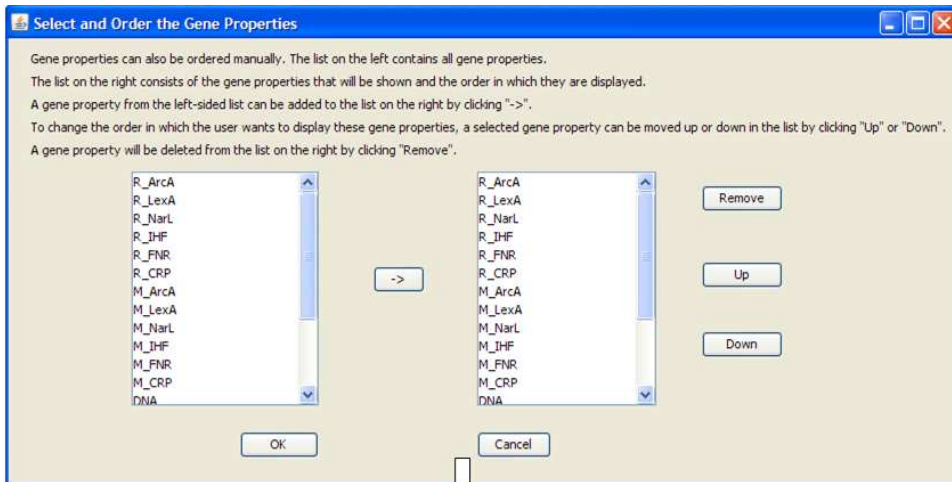 Select and Order the Gene Properties
Gene properties can also be ordered manually. The list on the left contains all gene properties.
The list on the right consists of the gene properties that will be shown and the order in which they are displayed.
A gene property from the left-sided list can be added to the list on the right by clicking "->".
To change the order in which the user wants to display these gene properties, a selected gene property can be moved up or down in the list by clicking "Up" or "Down".
A gene property will be deleted from the list on the right by clicking "Remove".
R_ArcA
R_LexA
R_NarL
R_IHF
R_FNR
R_CRP
M_ArcA
M_LexA
M_NarL
M_IHF
M_FNR
M_CRP
DNA
->
R_ArcA
R_LexA
R_NarL
R_IHF
R_FNR
R_CRP
M_ArcA
M_LexA
M_NarL
M_IHF
M_FNR
M_CRP
DNA
Remove
Up
Down
OK
Cancel